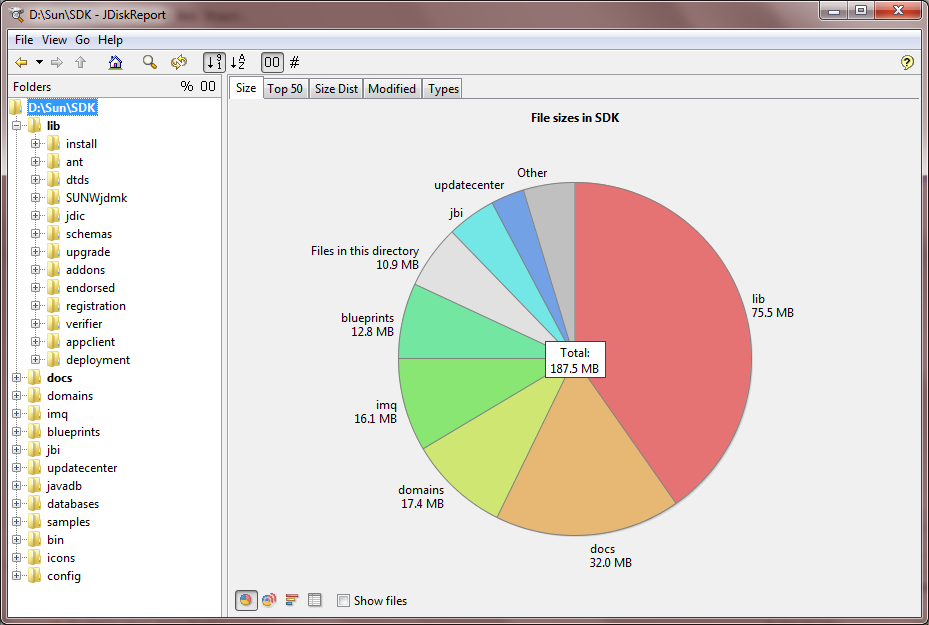 D:\Sun\SDK - JDiskReport
File View Go Help
#
Folders % 00
Size Top 50 Size Dist Modified Types
D:\Sun\SDK
lib
install
ant
dtds
SUNWjdmk
jdic
schemas
upgrade
addons
endorsed
registration
verifier
appclient
deployment
docs
domains
imq
blueprints
jbi
updatecenter
javadb
databases
samples
bin
icons
config
File sizes in SDK
Other
updatecenter
jbi
Files in this directory
10.9 MB
lib
75.5 MB
blueprints
12.8 MB
Total:
187.5 MB
imq
16.1 MB
domains
17.4 MB
docs
32.0 MB
Show files